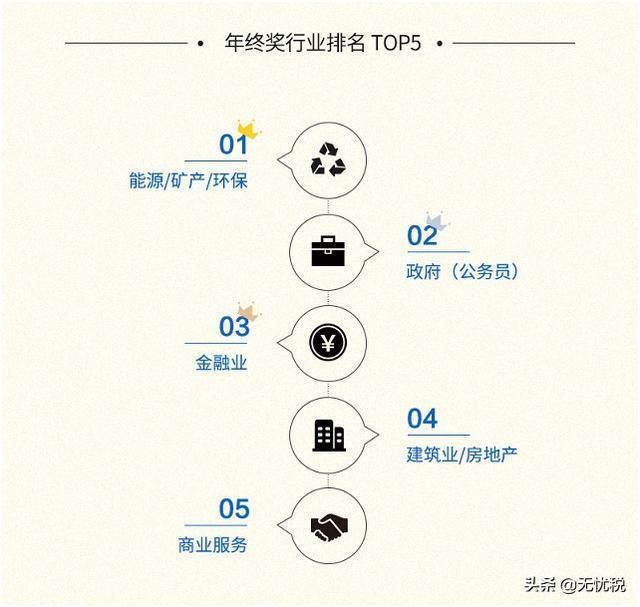 年终奖行业排名 TOP5
01
能源/矿产/环保
02
政府（公务员）
03
金融业
¥
04
建筑业/房地产
05
商业服务
头条 @无忧税